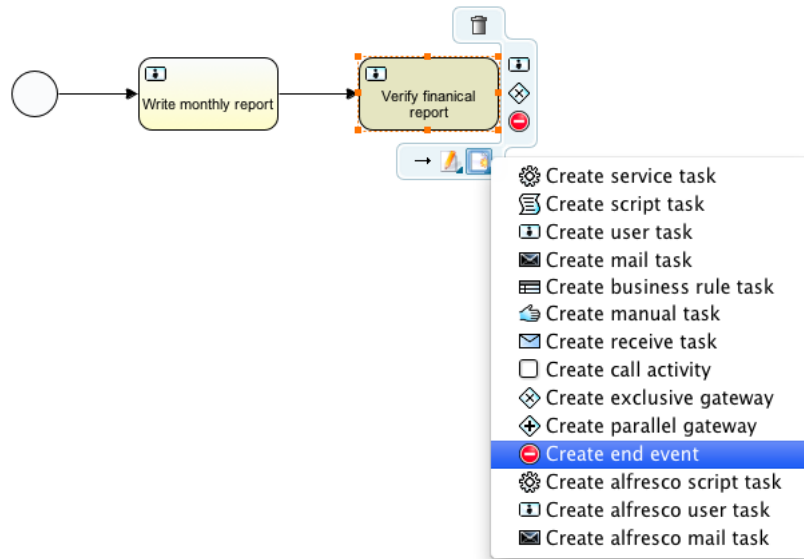 Write monthly report
Verify finanical
report
Create service task
Create script task
Create user task
Create mail task
Create business rule task
Create manual task
Create receive task
Create call activity
Create exclusive gateway
Create parallel gateway
Create end event
Create alfresco script task
Create alfresco user task
Create alfresco mail task